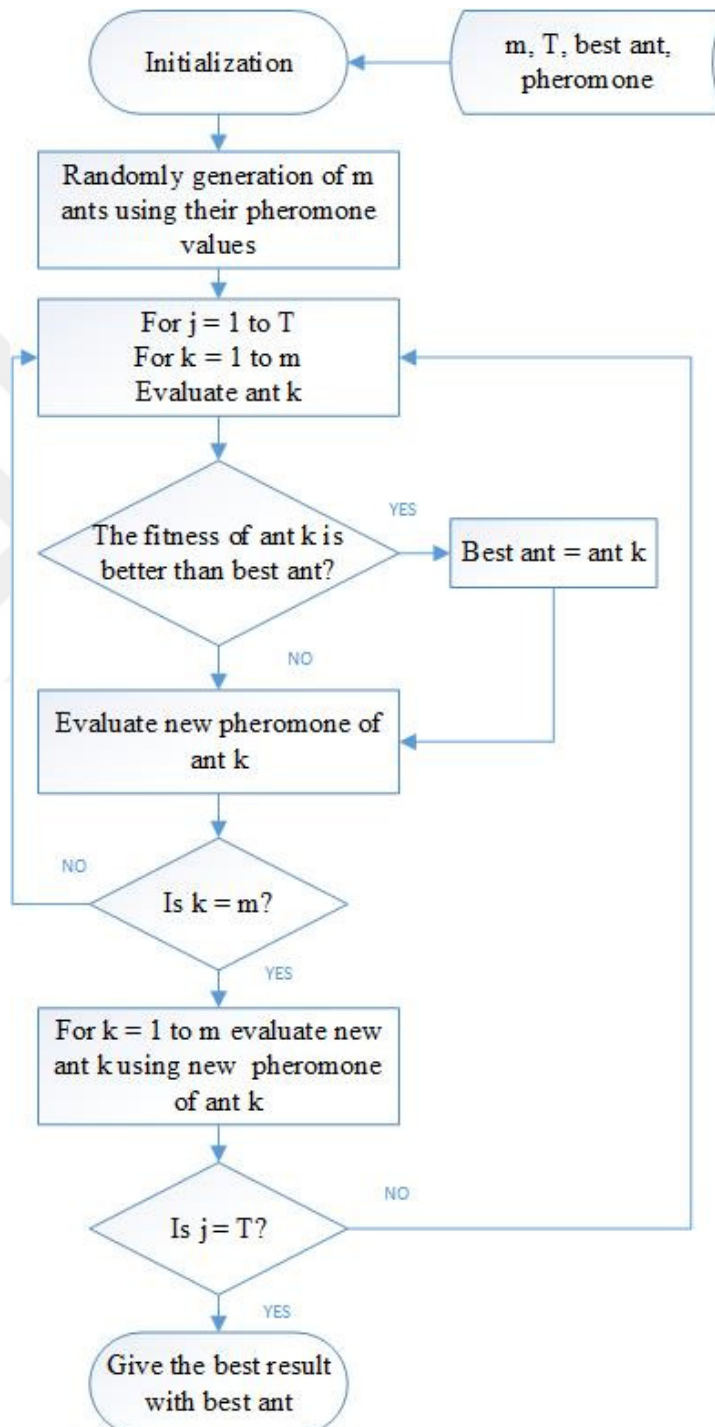 Initialization
m, T, best ant,
pheromone
Randomly generation of m
ants using their pheromone
values
For j = 1 to T
For k = 1 to m
Evaluate ant k
The fitness of ant k is
better than best ant?
YES
Best ant = ant k
NO
Evaluate new pheromone of
ant k
NO
Is k = m?
YES
For k = 1 to m evaluate new
ant k using new pheromone
of ant k
NO
Is j = T?
YES
Give the best result
with best ant